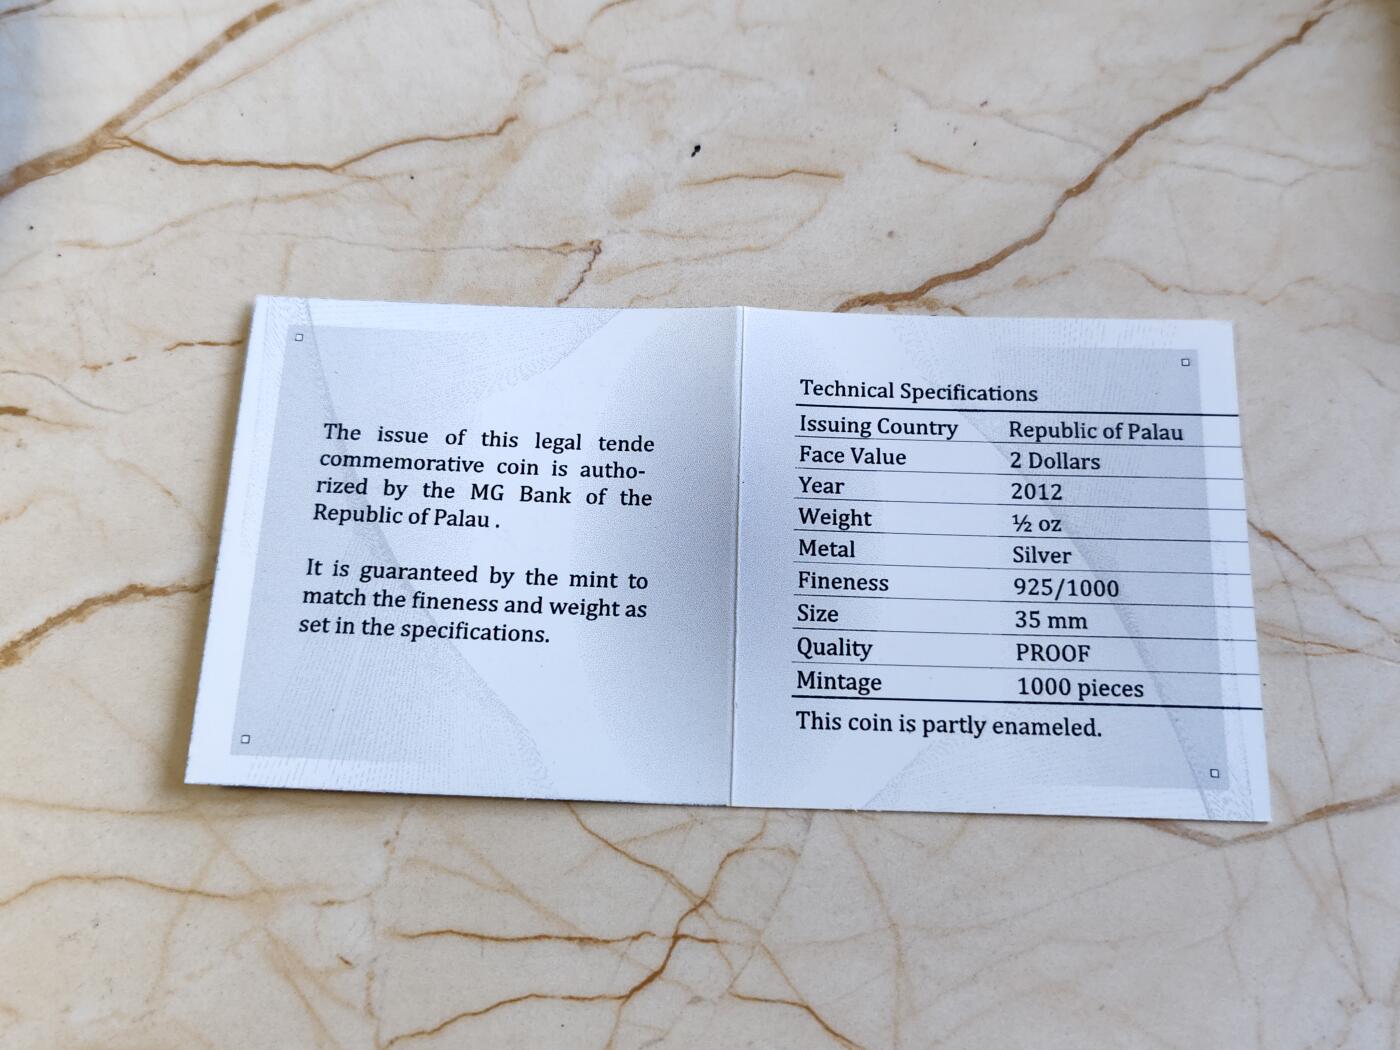 The issue of this legal tende
commemorative coin is autho-
rized by the MG Bank of the
Republic of Palau .
It is guaranteed by the mint to
match the fineness and weight as
set in the specifications.
Technical Specifications
Issuing Country Republic of Palau
Face Value 2 Dollars
Year 2012
Weight ½ oz
Metal Silver
Fineness 925/1000
Size 35 mm
Quality PROOF
Mintage 1000 pieces
This coin is partly enameled.